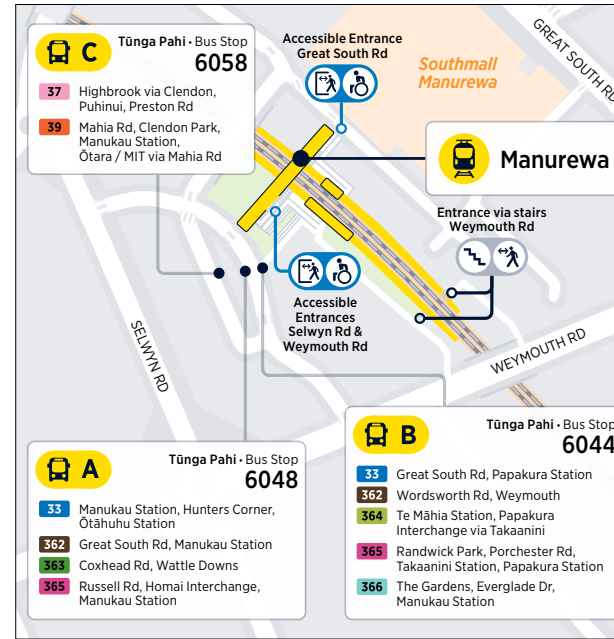 C
Tūnga Pahi • Bus Stop
6058
37 Highbrook via Clendon,
Puhinui, Preston Rd
39 Mahia Rd, Clendon Park,
Manukau Station,
Ōtara / MIT via Mahia Rd
Accessible Entrance
Great South Rd
Southmall
Manurewa
GREAT SOUTH RD
Manurewa
Entrance via stairs
Weymouth Rd
Accessible
Entrances
Selwyn Rd &
Weymouth Rd
SELWYN RD
WEYMOUTH RD
A
Tūnga Pahi • Bus Stop
6048
33 Manukau Station, Hunters Corner,
Ōtāhuhu Station
362 Great South Rd, Manukau Station
363 Coxhead Rd, Wattle Downs
365 Russell Rd, Homai Interchange,
Manukau Station
B
Tūnga Pahi • Bus Stop
6044
33 Great South Rd, Papakura Station
362 Wordsworth Rd, Weymouth
364 Te Māhia Station, Papakura
Interchange via Takaanini
365 Randwick Park, Porchester Rd,
Takaanini Station, Papakura Station
366 The Gardens, Everglade Dr,
Manukau Station